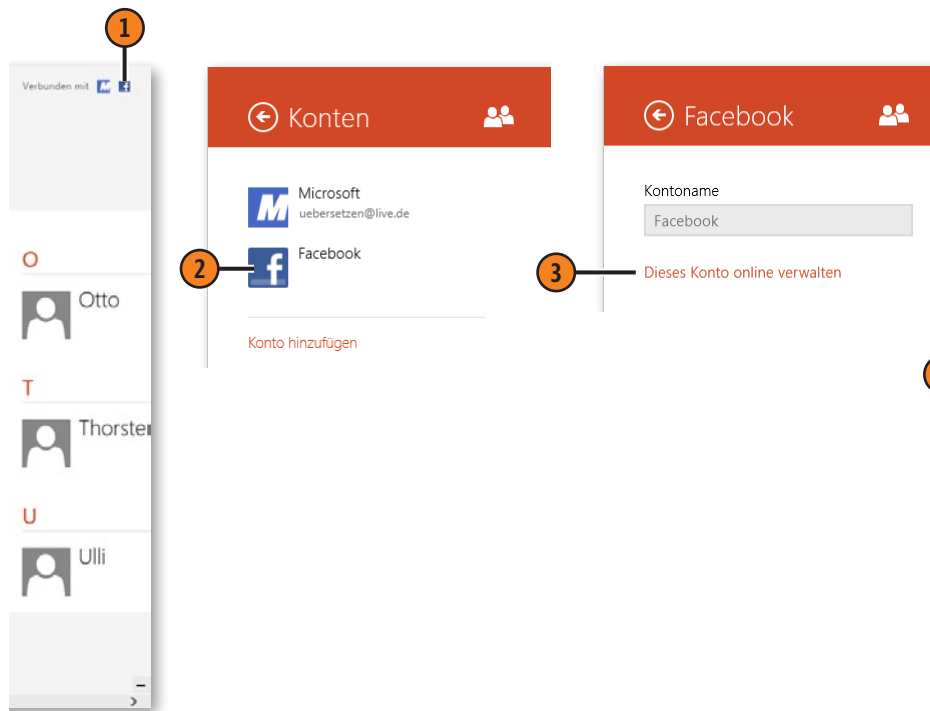 1
Verbunden mit
O
Otto
T
Thorsten
U
Ulli
Konten
Microsoft
uebersetzen@live.de
2
Facebook
Konto hinzufügen
Facebook
Kontoname
Facebook
3
Dieses Konto online verwalten